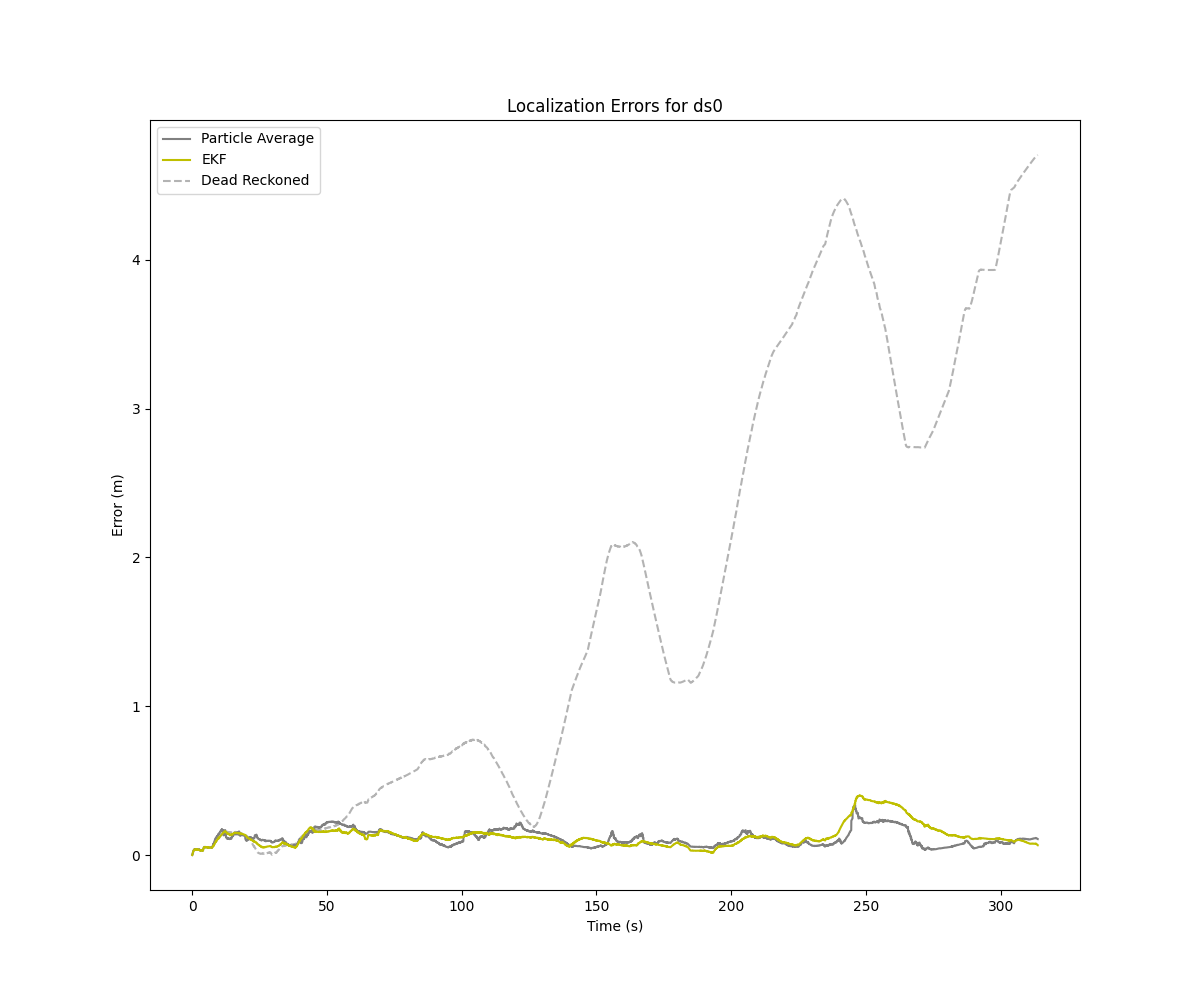 Localization Errors for ds0
Particle Average
EKF
Dead Reckoned
4
3
2
1
0
Error (m)
0 50 100 150 200 250 300
Time (s)